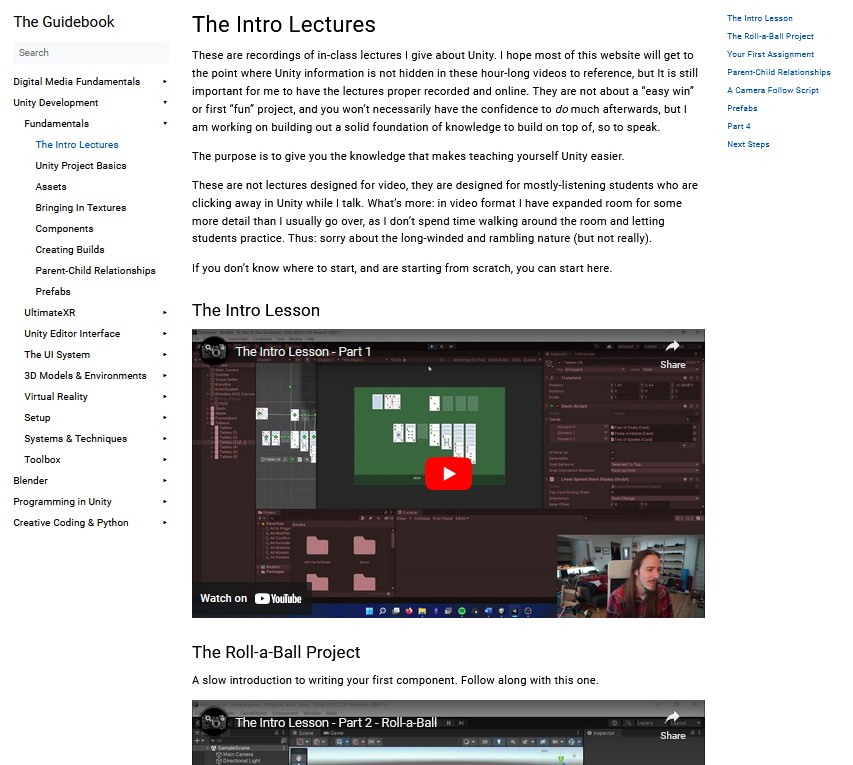 The Guidebook
Search
Digital Media Fundamentals
Unity Development
Fundamentals
The Intro Lectures
Unity Project Basics
Assets
Bringing In Textures
Components
Creating Builds
Parent-Child Relationships
Prefabs
UltimateXR
Unity Editor Interface
The UI System
3D Models & Environments
Virtual Reality
Setup
Systems & Techniques
Toolbox
Blender
Programming in Unity
Creative Coding & Python
The Intro Lectures
These are recordings of in-class lectures I give about Unity. I hope most of this website will get to
the point where Unity information is not hidden in these hour-long videos to reference, but It is still
important for me to have the lectures proper recorded and online. They are not about a “easy win”
or first “fun” project, and you won’t necessarily have the confidence to do much afterwards, but I
am working on building out a solid foundation of knowledge to build on top of, so to speak.
The purpose is to give you the knowledge that makes teaching yourself Unity easier.
These are not lectures designed for video, they are designed for mostly-listening students who are
clicking away in Unity while I talk. What’s more: in video format I have expanded room for some
more detail than I usually go over, as I don’t spend time walking around the room and letting
students practice. Thus: sorry about the long-winded and rambling nature (but not really).
If you don’t know where to start, and are starting from scratch, you can start here.
The Intro Lesson
The Intro Lesson - Part 1
Share
Watch on YouTube
The Roll-a-Ball Project
A slow introduction to writing your first component. Follow along with this one.
The Intro Lesson - Part 2 - Roll-a-Ball
Share
Scene Game
Inspector
Layers
SampleScene
Main Camera
Directional Light
The Intro Lesson
The Roll-a-Ball Project
Your First Assignment
Parent-Child Relationships
A Camera Follow Script
Prefabs
Part 4
Next Steps